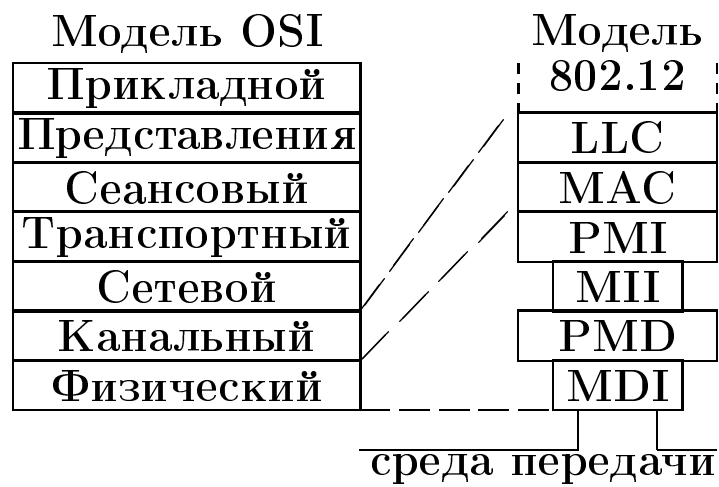 Модель OSI
Прикладной
Представления
Сеансовый
Транспортный
Сетевой
Канальный
Физический
Модель
802.12
LLC
MAC
PMI
MII
PMD
MDI
среда передачи